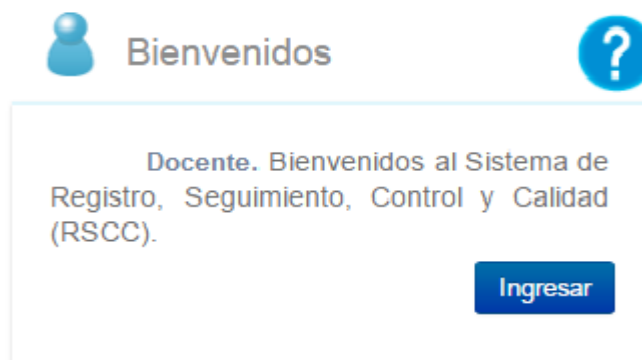 Bienvenidos
?
Docente. Bienvenidos al Sistema de
Registro, Seguimiento, Control y Calidad
(RSCC).
Ingresar